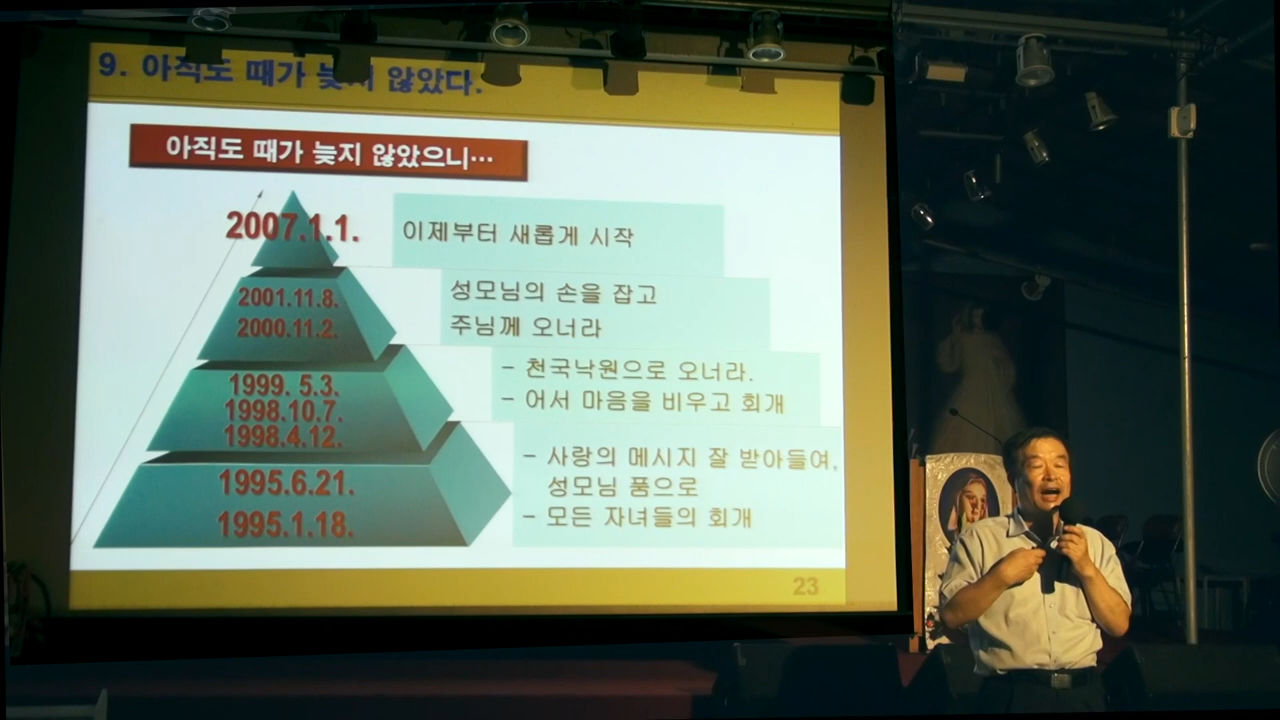 9. 아직도 때가 늦지 않았다.
아직도 때가 늦지 않았으니…
2007.1.1.
이제부터 새롭게 시작
2001.11.8.
2000.11.2.
성모님의 손을 잡고
주님께 오너라
1999. 5.3.
1998.10.7.
1998.4.12.
- 천국낙원으로 오너라.
- 어서 마음을 비우고 회개
1995.6.21.
1995.1.18.
- 사랑의 메시지 잘 받아들여,
성모님 품으로
- 모든 자녀들의 회개
23